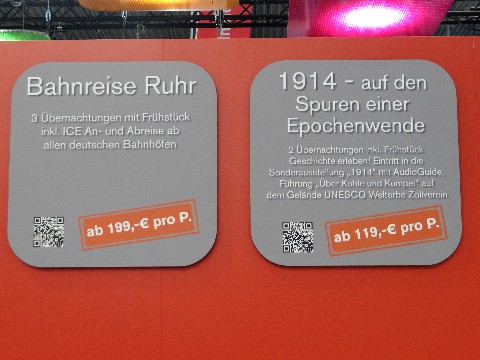 Bahnreise Ruhr
3 Übernachtungen mit Frühstück
inkl. ICE An- und Abreise ab
allen deutschen Bahnhöfen
ab 199,-€ pro P.
1914 - auf den
Spuren einer
Epochenwende
2 Übernachtungen inkl. Frühstück
Geschichte erleben! Eintritt in die
Sonderausstellung „1914" mit AudioGuide,
Führung „Über Kohle und Kumpel" auf
dem Gelände UNESCO Welterbe Zollverein
ab 119,-€ pro P.